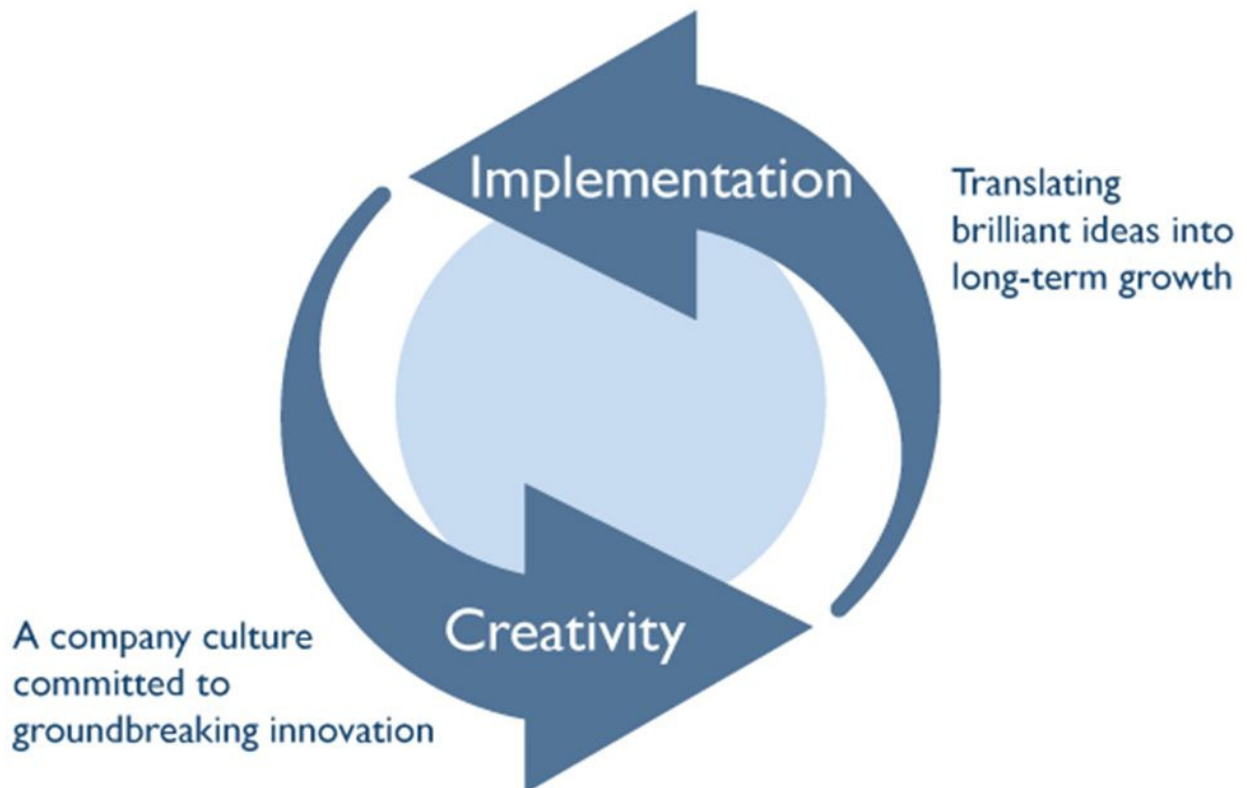 Implementation
Translating
brilliant ideas into
long-term growth
Creativity
A company culture
committed to
groundbreaking innovation